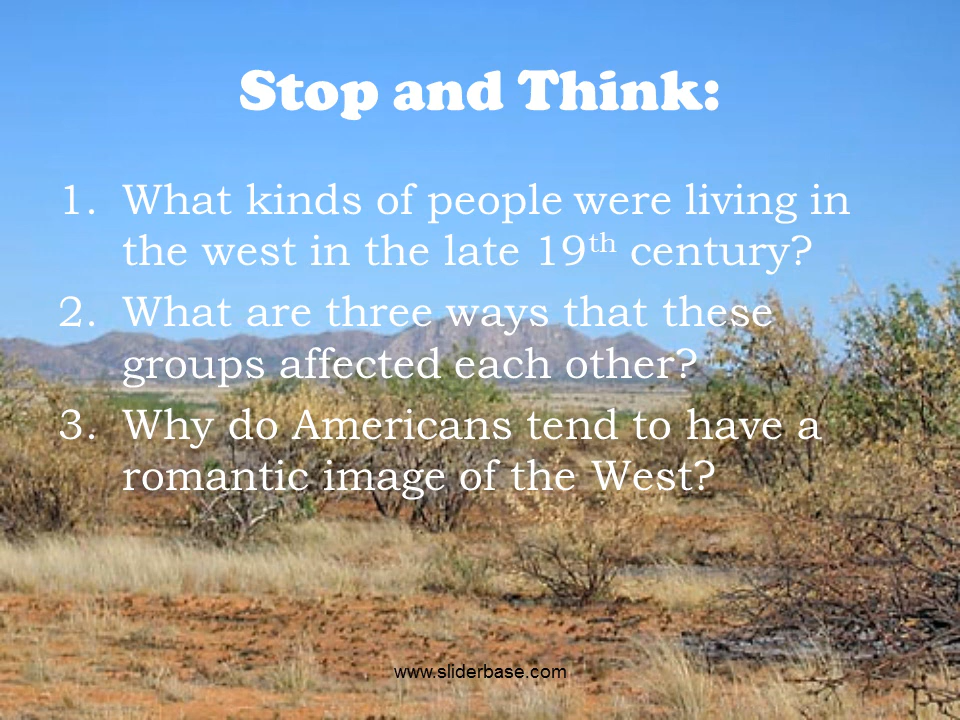 Stop and Think:
1. What kinds of people were living in
the west in the late 19th century?
2. What are three ways that these
groups affected each other?
3. Why do Americans tend to have a
romantic image of the West?
www.sliderbase.com